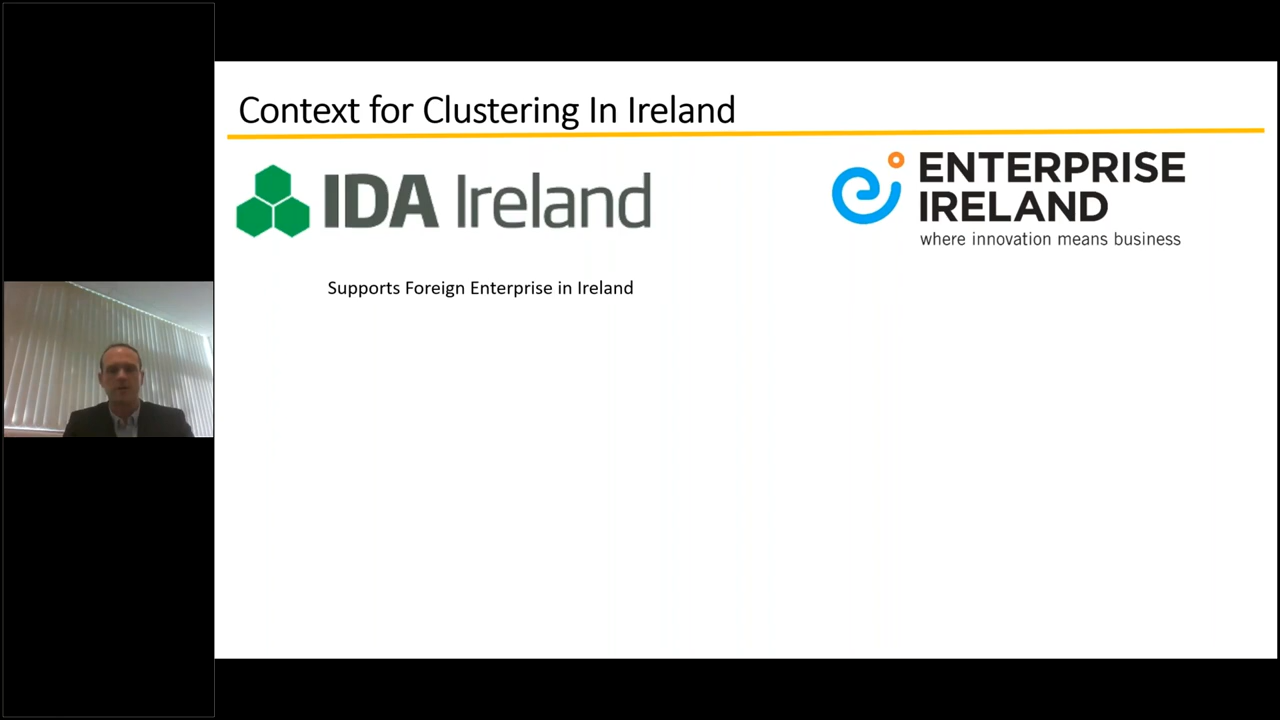 Context for Clustering In Ireland
IDA Ireland
Supports Foreign Enterprise in Ireland
ENTERPRISE
IRELAND
where innovation means business